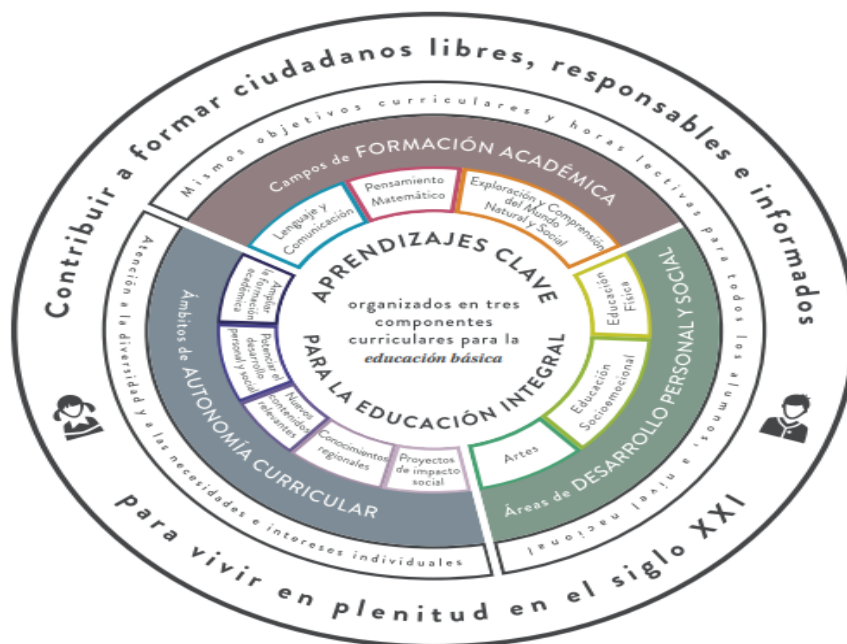 Contribuir a formar ciudadanos libres, responsables e informados
para vivir en plenitud en el siglo XXI
Mismos objetivos curriculares y horas lectivas para todos los alumnos, a nivel nacional
Atención a la diversidad y a las necesidades e intereses individuales
Campos de FORMACIÓN ACADÉMICA
Lenguaje y
Comunicación
Pensamiento
Matemático
Exploración y Comprensión
del Mundo
Natural y Social
Áreas de DESARROLLO PERSONAL Y SOCIAL
Educación
Física
Educación
Socioemocional
Artes
Ámbitos de AUTONOMÍA CURRICULAR
Ampliar
la formación
académica
Potenciar el
desarrollo
personal y social
Nuevos
contenidos
relevantes
Conocimientos
regionales
Proyectos
de impacto
social
APRENDIZAJES CLAVE
organizados en tres
componentes
curriculares para la
educación básica
PARA LA EDUCACIÓN INTEGRAL